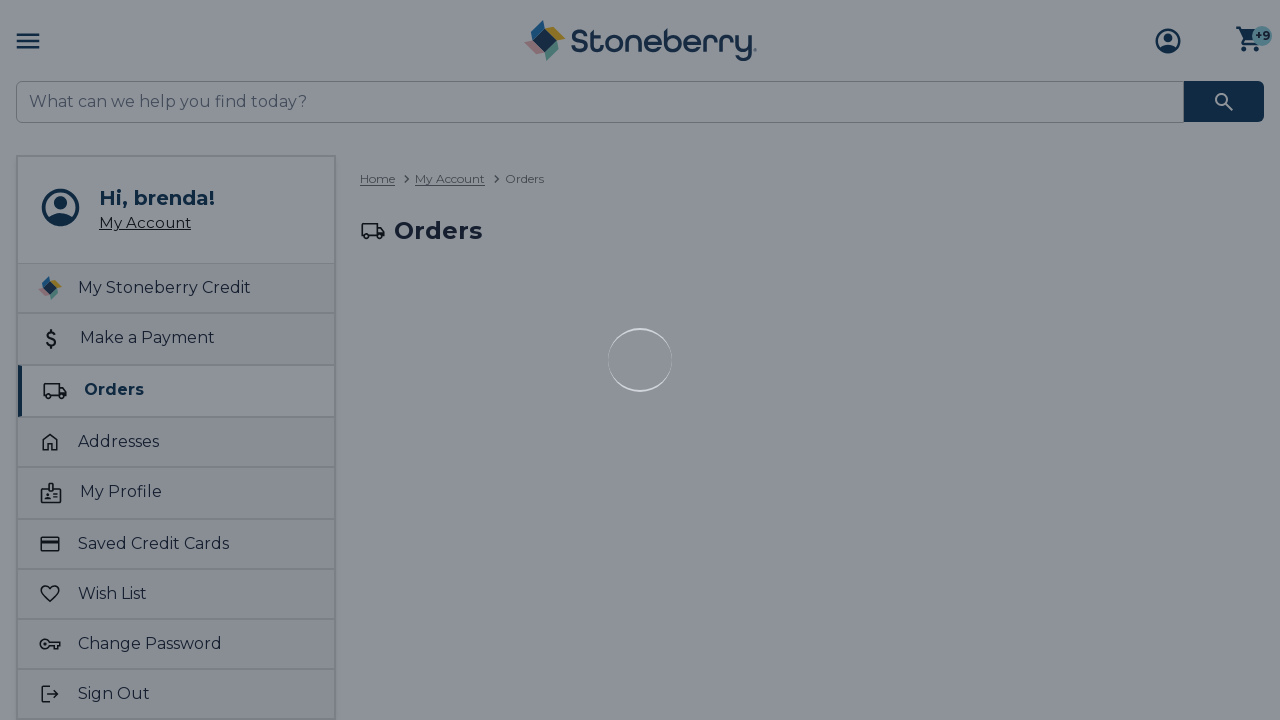 Stoneberry
+9
What can we help you find today?
Hi, brenda!
My Account
My Stoneberry Credit
Make a Payment
Orders
Addresses
My Profile
Saved Credit Cards
Wish List
Change Password
Sign Out
Home > My Account > Orders
Orders